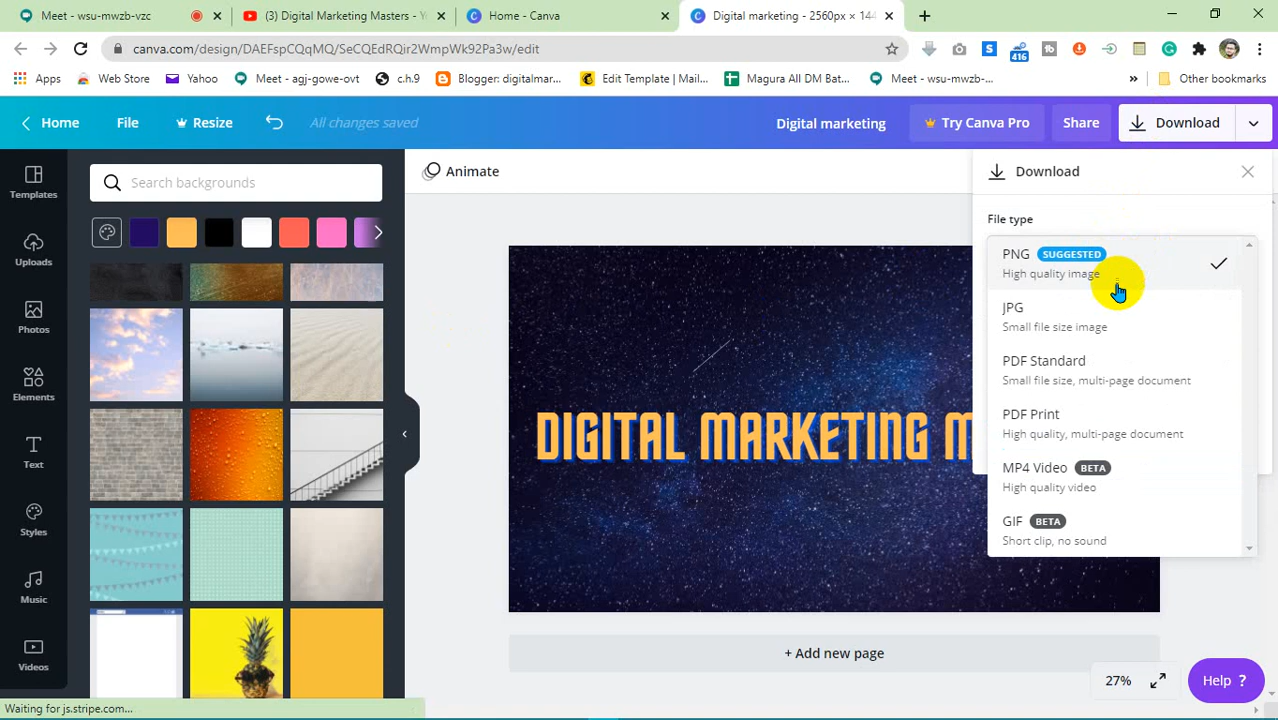 Meet - wsu-mwzb-vzc
(3) Digital Marketing Masters - Y
Home - Canva
Digital marketing - 2560px × 144
canva.com/design/DAEFspCQqMQ/SeCQEdRQir2WmpWk92Pa3w/edit
416
Apps
Web Store
Yahoo
Meet - agj-gowe-ovt
c.h.9
Blogger: digitalmar...
Edit Template | Mail...
Magura All DM Bat...
Meet - wsu-mwzb-...
Other bookmarks
Home
File
Resize
All changes saved
Digital marketing
Try Canva Pro
Share
Download
Templates
Uploads
Photos
Elements
Text
Styles
Music
Videos
Search backgrounds
Animate
Download
File type
PNG SUGGESTED
High quality image
JPG
Small file size image
PDF Standard
Small file size, multi-page document
PDF Print
High quality, multi-page document
MP4 Video BETA
High quality video
GIF BETA
Short clip, no sound
DIGITAL MARKETING M
+ Add new page
27%
Help ?
Waiting for js.stripe.com...